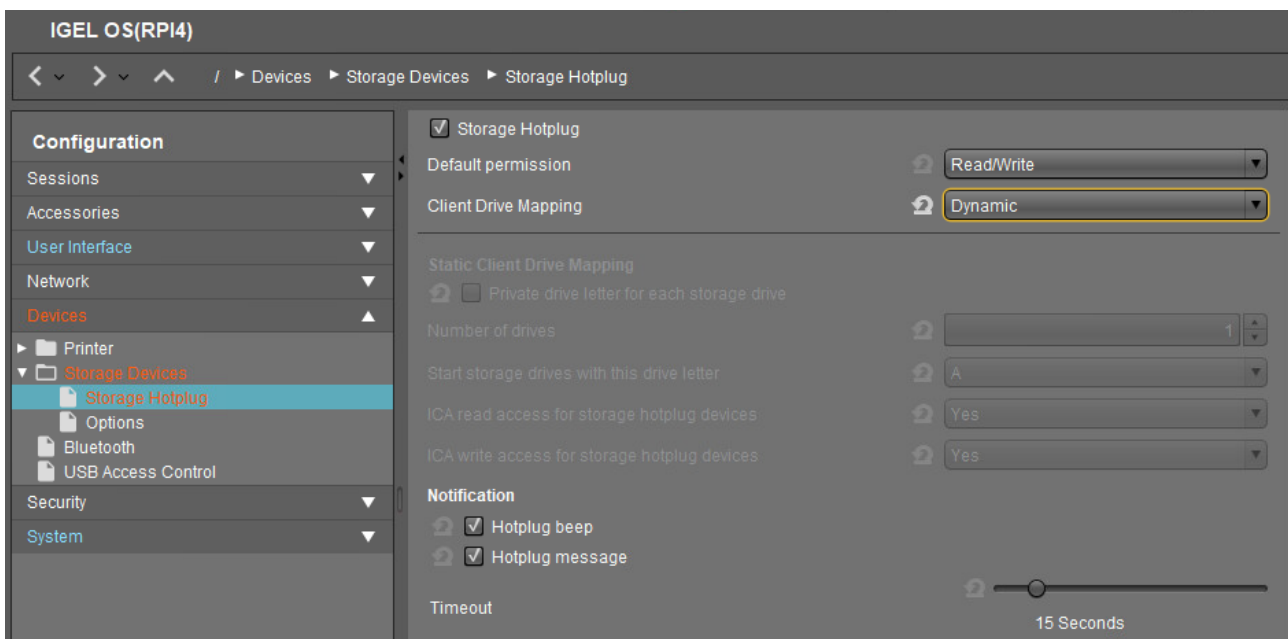 IGEL OS(RPI4)
/ Devices Storage Devices Storage Hotplug
Configuration
Sessions
Accessories
User Interface
Network
Devices
Printer
Storage Devices
Storage Hotplug
Options
Bluetooth
USB Access Control
Security
System
Storage Hotplug
Default permission Read/Write
Client Drive Mapping Dynamic
Static Client Drive Mapping
Private drive letter for each storage drive
Number of drives 1
Start storage drives with this drive letter A
ICA read access for storage hotplug devices Yes
ICA write access for storage hotplug devices Yes
Notification
Hotplug beep
Hotplug message
Timeout
15 Seconds